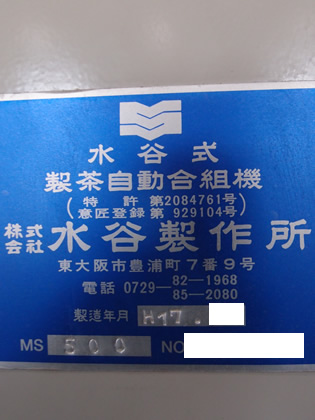 水谷式
製茶自動合組機
(特許 第2084761号
意匠登録第 929104号)
株式会社 水谷製作所
東大阪市豊浦町7番9号
電話 0729―82―1968
85―2080
製造年月 H17.
MS 500 NO